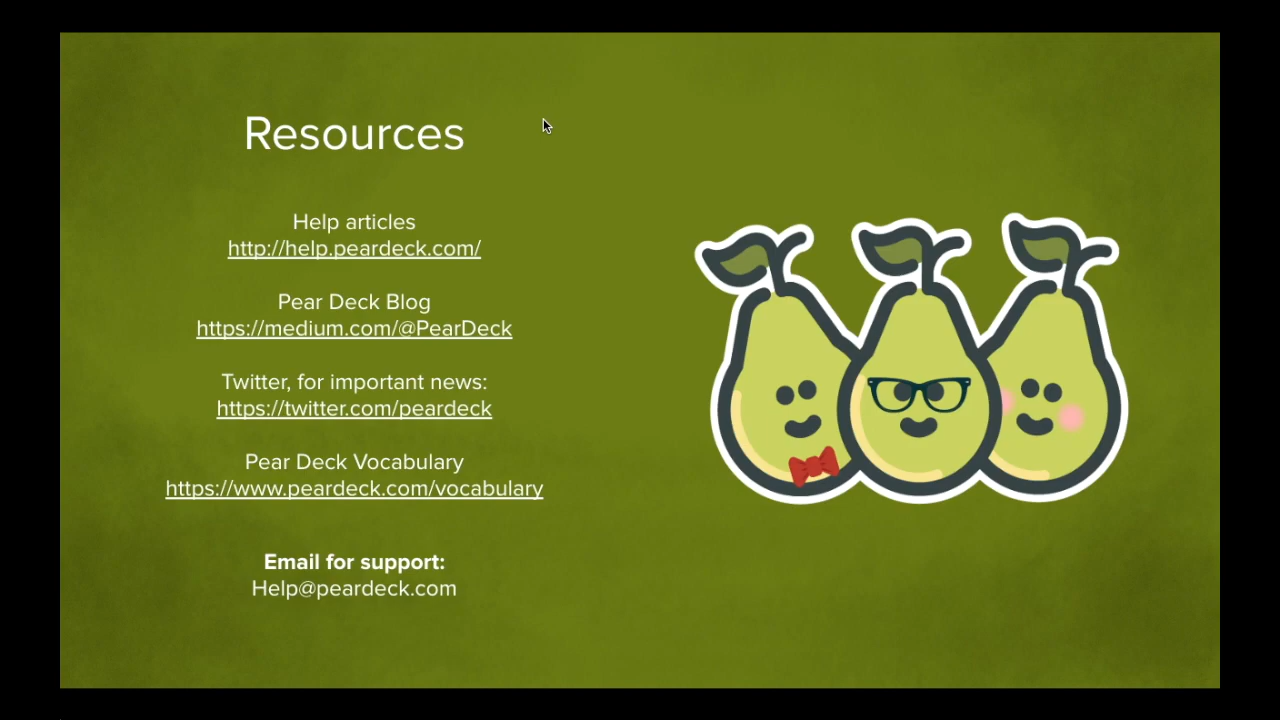 Resources
Help articles
http://help.peardeck.com/
Pear Deck Blog
https://medium.com/@PearDeck
Twitter, for important news:
https://twitter.com/peardeck
Pear Deck Vocabulary
https://www.peardeck.com/vocabulary
Email for support:
Help@peardeck.com